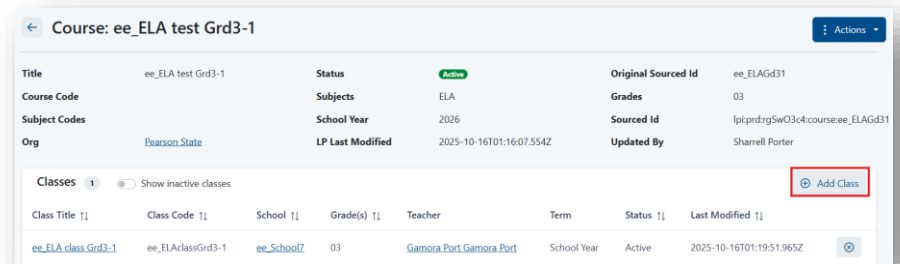 Course: ee_ELA test Grd3-1
Actions
Title ee_ELA test Grd3-1 Status Active Original Sourced Id ee_ELAGd31
Course Code Subjects ELA Grades 03
Subject Codes School Year 2026 Sourced Id lpi:prd:rgSwO3c4:course:ee_ELAGd31
Org Pearson State LP Last Modified 2025-10-16T01:16:07.554Z Updated By Sharrell Porter
Classes 1 Show inactive classes Add Class
Class Title Class Code School Grade(s) Teacher Term Status Last Modified
ee_ELA class Grd3-1 ee_ELAclassGrd3-1 ee_School7 03 Gamora Port Gamora Port School Year Active 2025-10-16T01:19:51.965Z